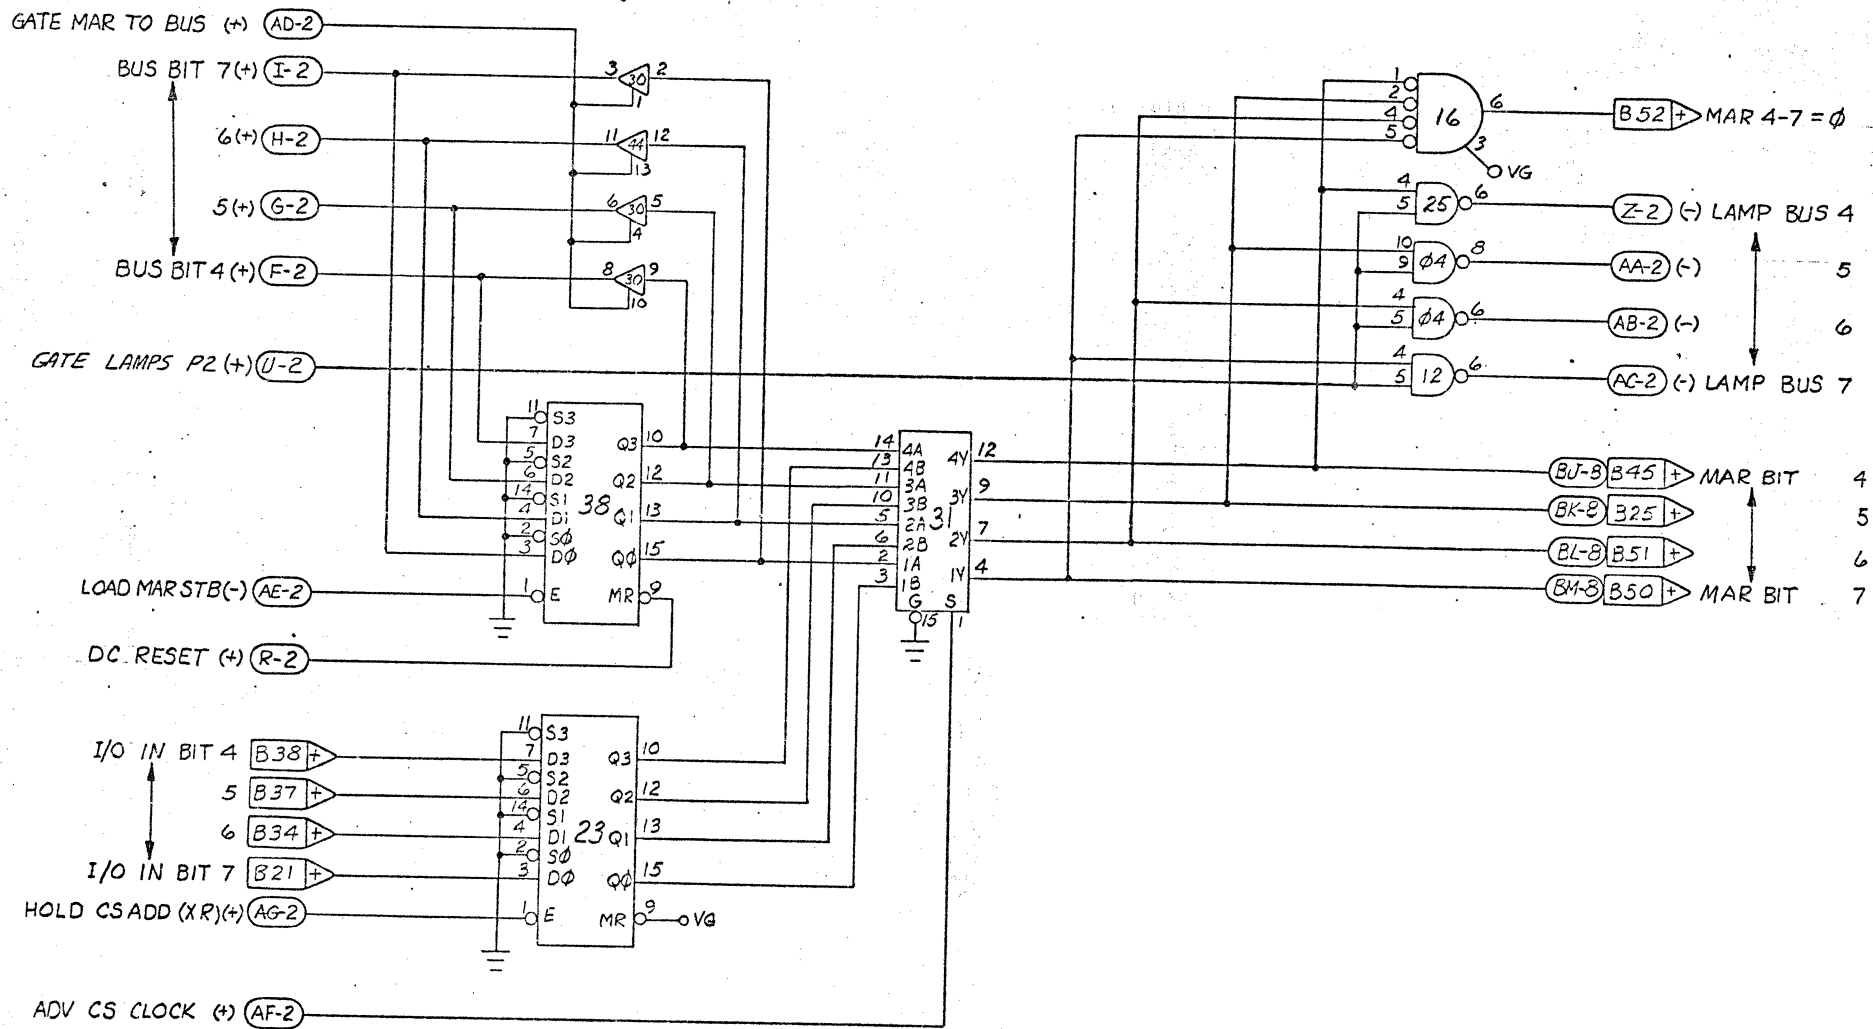 GATE MAR TO BUS (+) AD-2
BUS BIT 7(+) I-2
6(+) H-2
5(+) G-2
BUS BIT 4(+) F-2
GATE LAMPS P2(+) U-2
3 30 2
1
11 44 12
13
6 30 5
4
8 30 9
10
1
2
4
5
16
6
3
VG
B52 + MAR 4-7=φ
4
5
25
6
Z-2 (-) LAMP BUS 4
10
9
φ4
8
AA-2 (-) 5
4
5
φ4
6
AB-2 (-) 6
4
5
12
6
AC-2 (-) LAMP BUS 7
11 S3
7 D3
5 S2
6 D2
14 S1
4 D1
2 Sφ
3 Dφ
1 E
38
Q3 10
Q2 12
Q1 13
Qφ 15
MR 9
LOAD MAR STB(-) AE-2
DC RESET (+) R-2
14 4A
13 4B
11 3A
10 3B
5 2A
6 2B
2 1A
3 1B
31
4Y 12
3Y 9
2Y 7
1Y 4
G S
15 1
BJ-8 B45 + MAR BIT 4
BK-8 B25 + 5
BL-8 B51 + 6
BM-8 B50 + MAR BIT 7
I/O IN BIT 4 B38 +
5 B37 +
6 B34 +
I/O IN BIT 7 B21 +
HOLD CS ADD (XR)(+) AG-2
11 S3
7 D3
5 S2
6 D2
14 S1
4 D1
2 Sφ
3 Dφ
1 E
23
Q3 10
Q2 12
Q1 13
Qφ 15
MR 9 VG
ADV CS CLOCK (+) AF-2